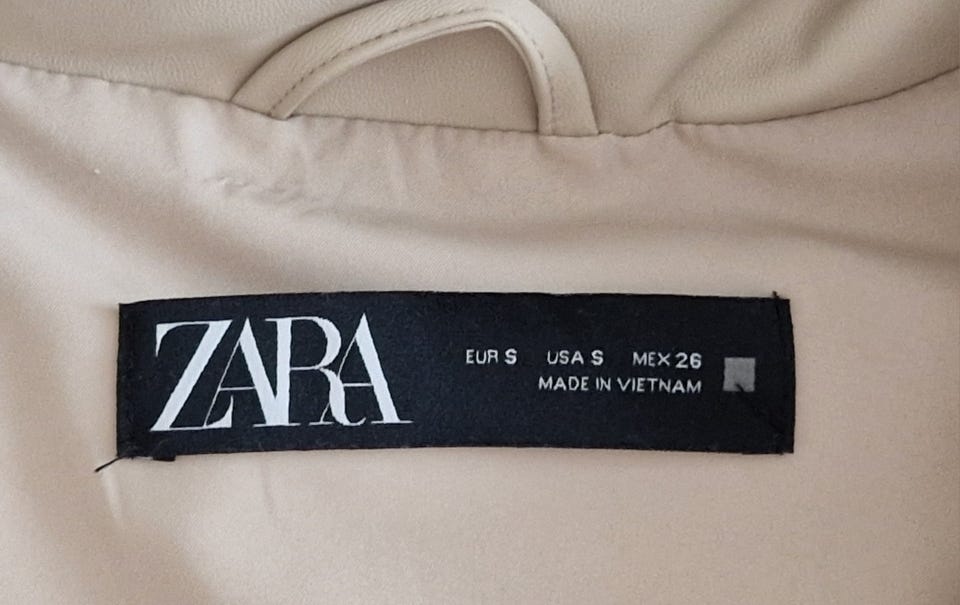 ZARA
EUR S USA S MEX 26
MADE IN VIETNAM